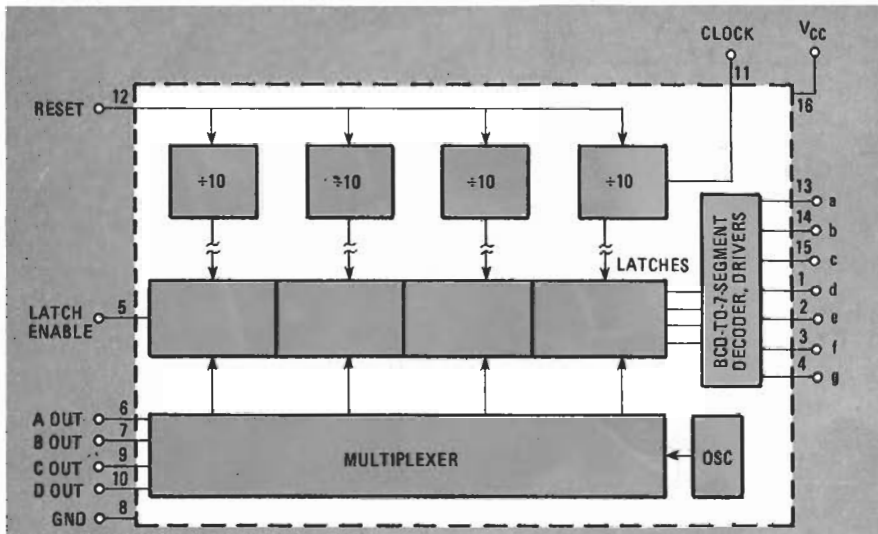 CLOCK
VCC
11
16
RESET
12
÷10
÷10
÷10
÷10
13
a
14
b
15
c
1
d
2
e
3
f
4
g
BCD-TO-7-SEGMENT
DECODER, DRIVERS
LATCHES
LATCH
ENABLE
5
A OUT
6
B OUT
7
C OUT
9
D OUT
10
GND
8
MULTIPLEXER
OSC